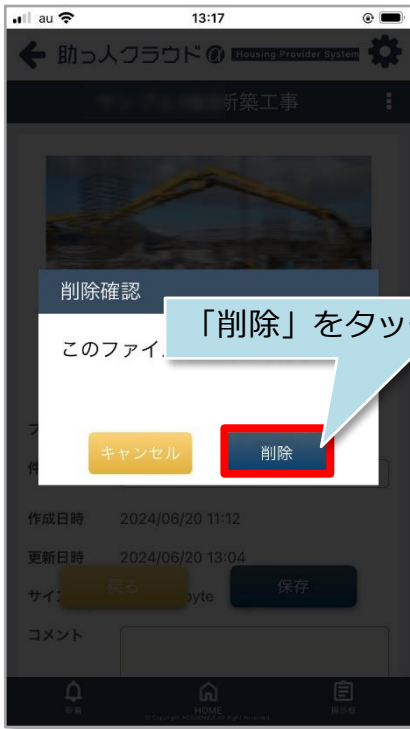 au
13:17
助っ人クラウド Housing Provider System
新築工事
削除確認
「削除」をタッ
このファイ
キャンセル
削除
作成日時 2024/06/20 11:12
更新日時 2024/06/20 13:04
サイ byte
戻る
保存
コメント
HOME
掲示板